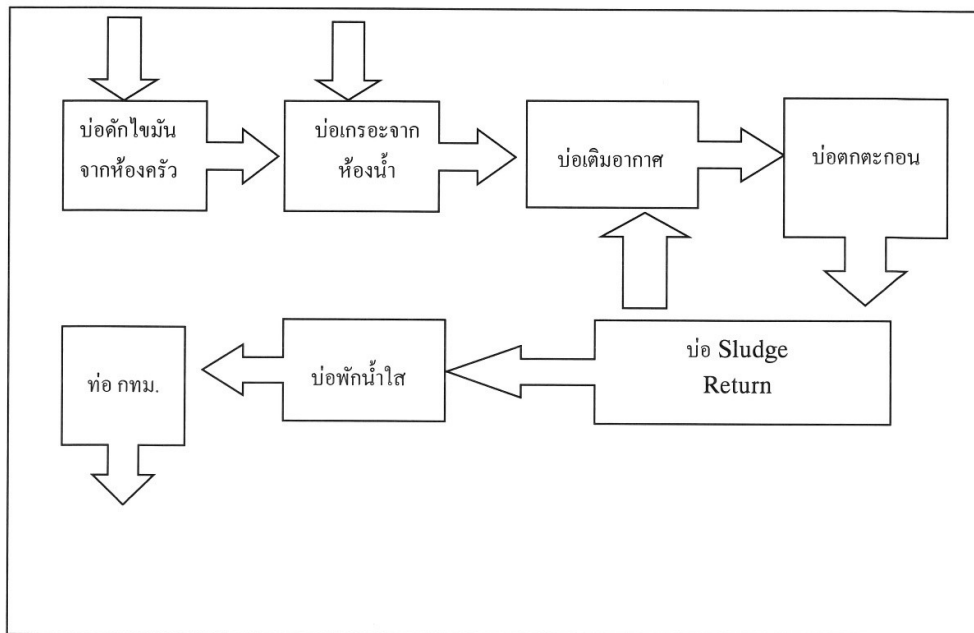 บ่อดักไขมัน
จากห้องครัว
บ่อเกรอะจาก
ห้องน้ำ
บ่อเติมอากาศ
บ่อตกตะกอน
บ่อ Sludge
Return
บ่อพักน้ำใส
ท่อ กทม.